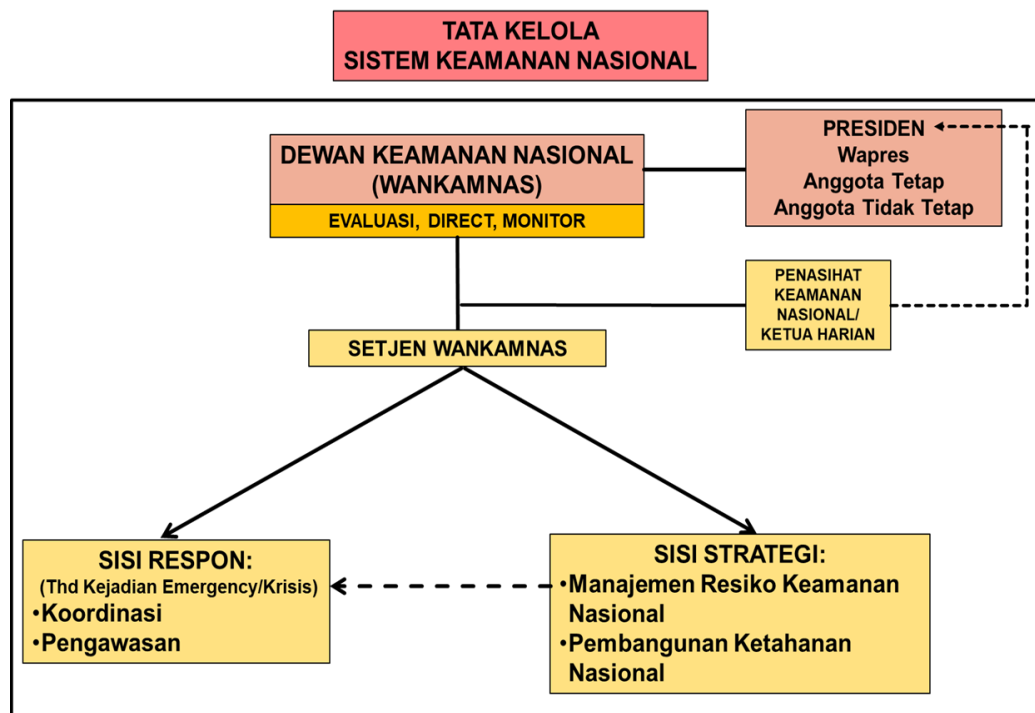 TATA KELOLA
SISTEM KEAMANAN NASIONAL
DEWAN KEAMANAN NASIONAL
(WANKAMNAS)
EVALUASI, DIRECT, MONITOR
PRESIDEN
Wapres
Anggota Tetap
Anggota Tidak Tetap
PENASIHAT
KEAMANAN
NASIONAL/
KETUA HARIAN
SETJEN WANKAMNAS
SISI RESPON:
(Thd Kejadian Emergency/Krisis)
•Koordinasi
•Pengawasan
SISI STRATEGI:
•Manajemen Resiko Keamanan
Nasional
•Pembangunan Ketahanan
Nasional